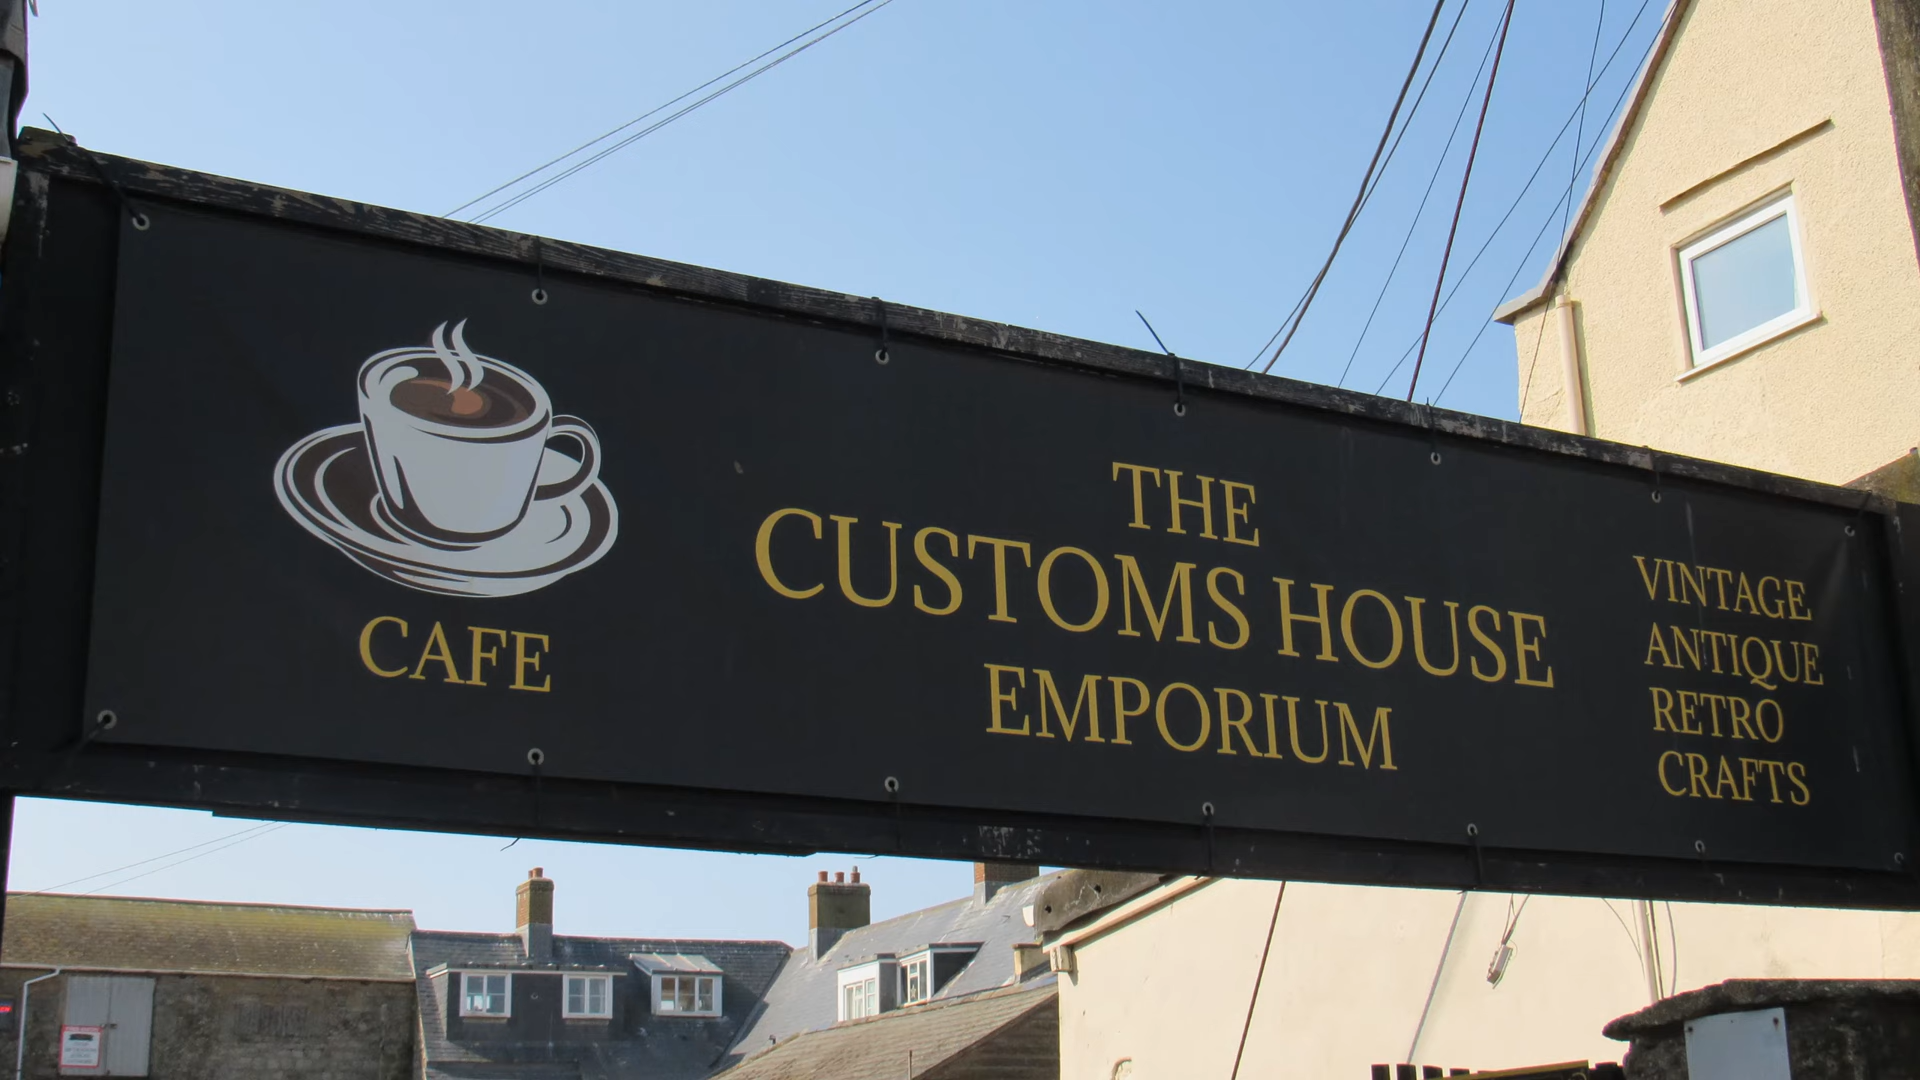 CAFE
THE
CUSTOMS HOUSE
EMPORIUM
VINTAGE
ANTIQUE
RETRO
CRAFTS